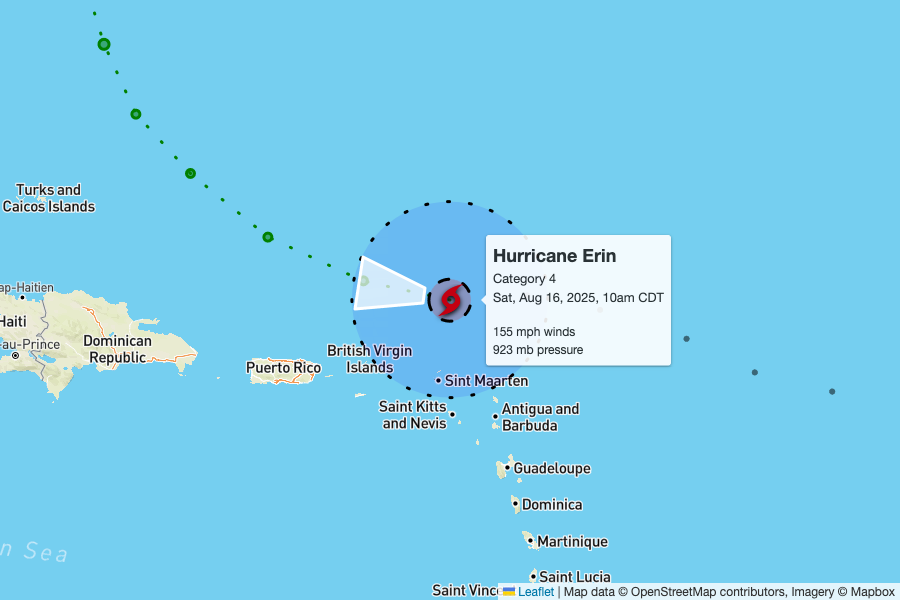 Turks and
Caicos Islands
Hurricane Erin
Category 4
Sat, Aug 16, 2025, 10am CDT
155 mph winds
923 mb pressure
ap-Haitien
Haiti
-au-Prince
Dominican
Republic
Puerto Rico
British Virgin
Islands
Sint Maarten
Saint Kitts
and Nevis
Antigua and
Barbuda
Guadeloupe
Dominica
Martinique
n Sea
Saint Lucia
Saint Vince
Leaflet | Map data © OpenStreetMap contributors, Imagery © Mapbox